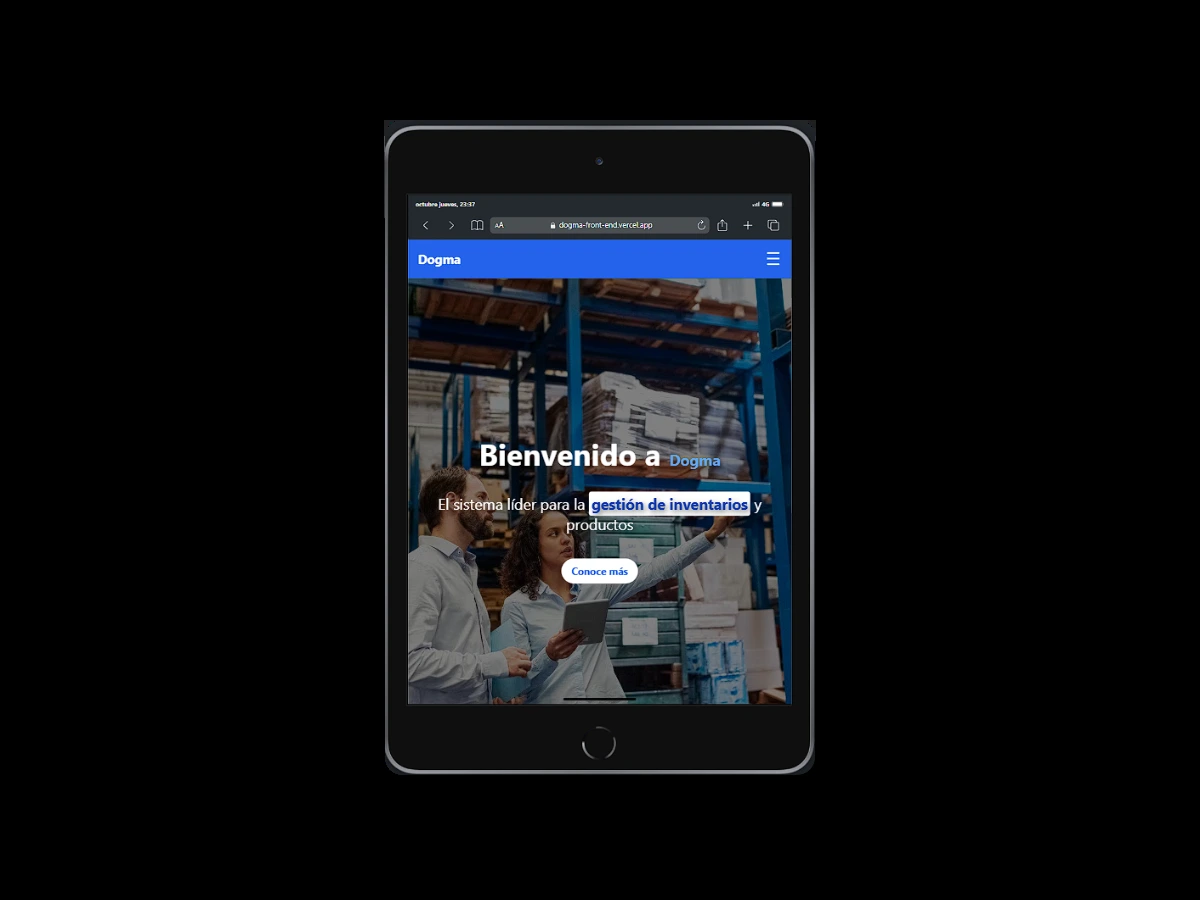 octubre jueves, 23:37
4G
AA
dogma-front-end.vercel.app
Dogma
Bienvenido a Dogma
El sistema líder para la gestión de inventarios y
productos
Conoce más